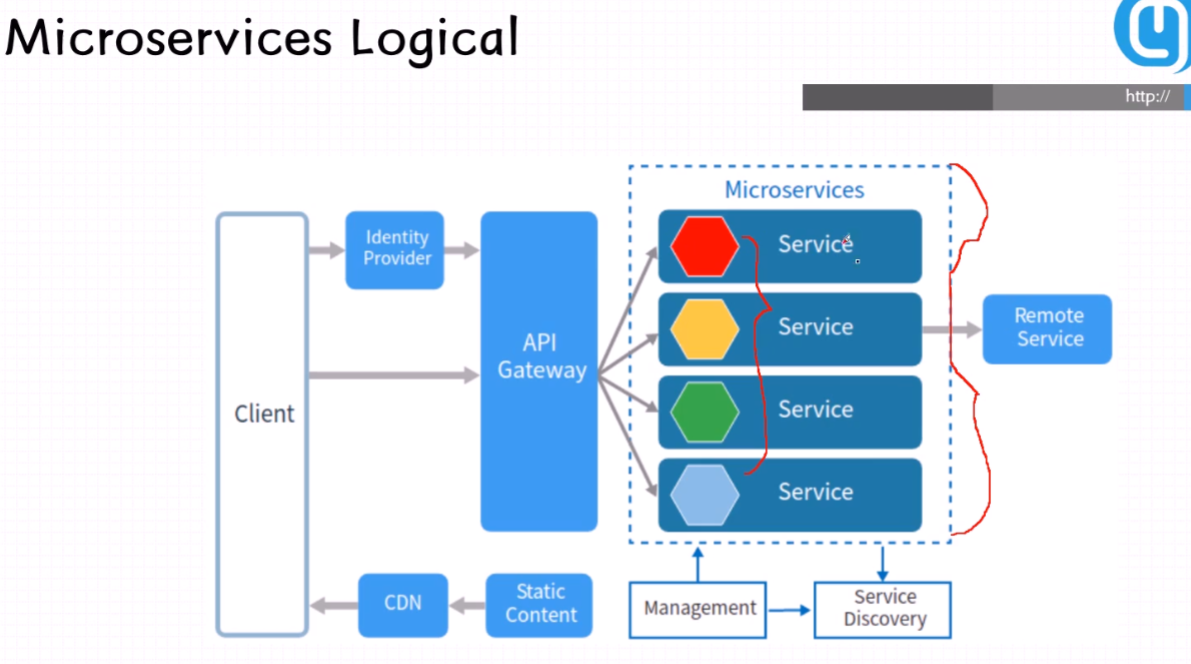 Microservices Logical
http://
Microservices
Identity
Provider
Service
API
Gateway
Service
Remote
Service
Client
Service
Service
CDN
Static
Content
Management
Service
Discovery